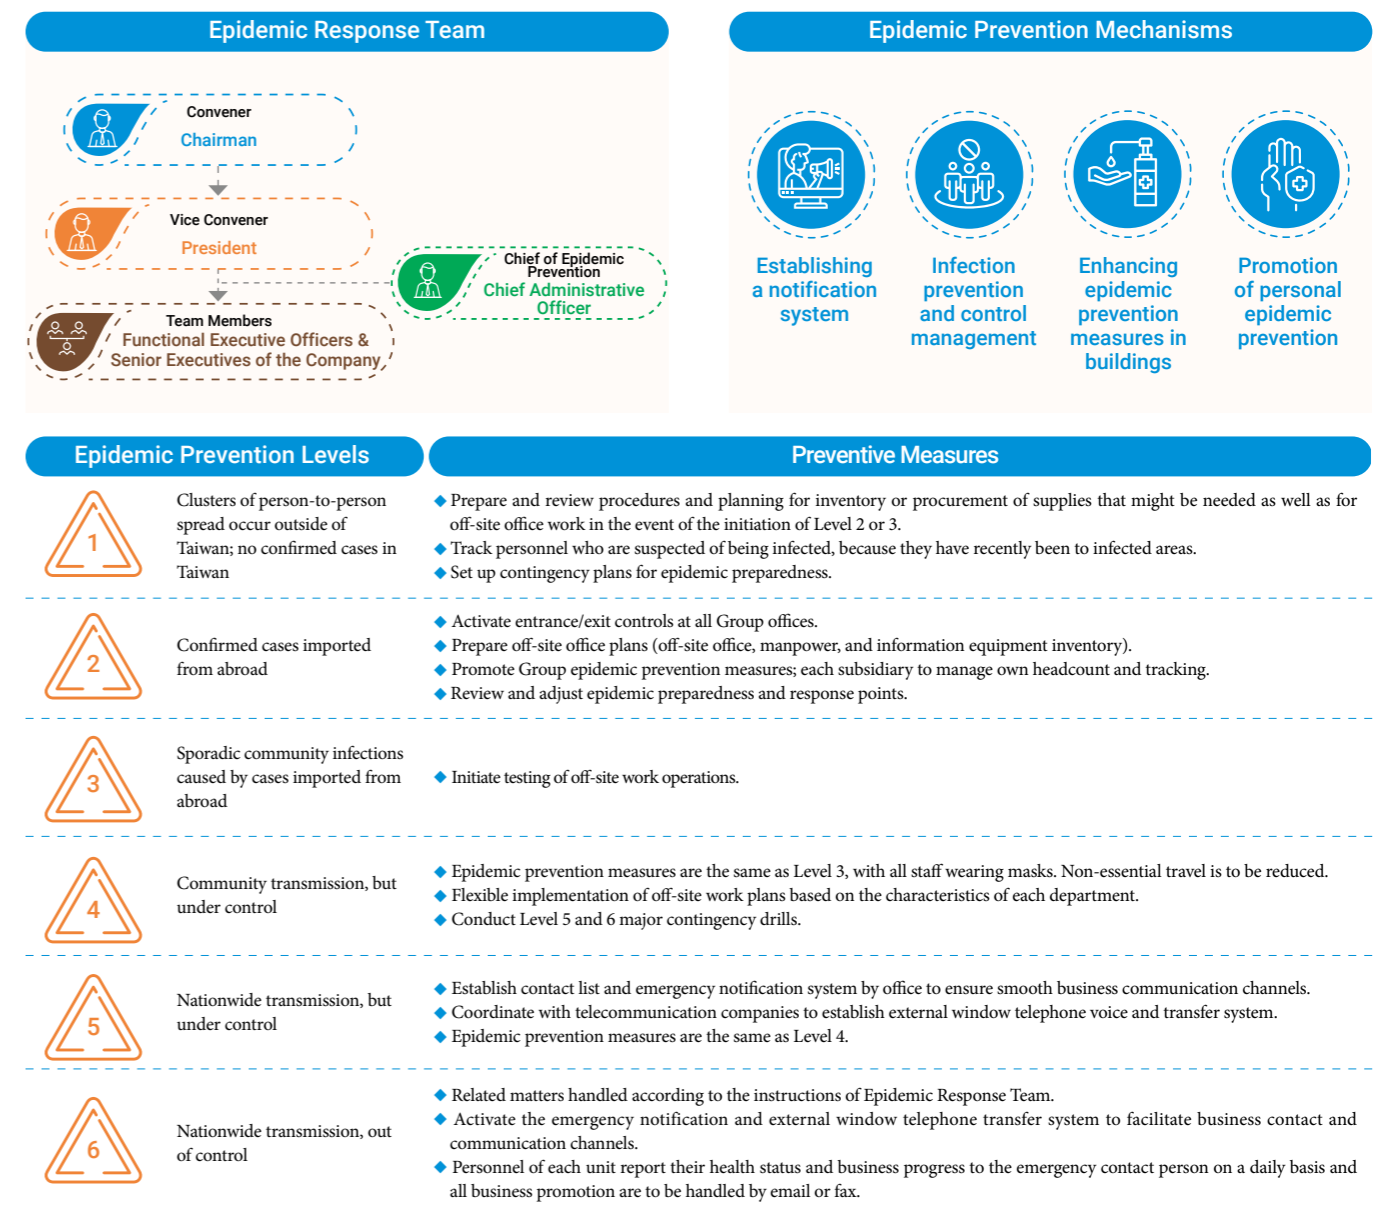 Epidemic Response Team
Convener
Chairman
Vice Convener
President
Chief of Epidemic
Prevention
Chief Administrative
Officer
Team Members
Functional Executive Officers &
Senior Executives of the Company
Epidemic Prevention Mechanisms
Establishing
a notification
system
Infection
prevention
and control
management
Enhancing
epidemic
prevention
measures in
buildings
Promotion
of personal
epidemic
prevention
Epidemic Prevention Levels
Preventive Measures
1
Clusters of person-to-person
spread occur outside of
Taiwan; no confirmed cases in
Taiwan
◆ Prepare and review procedures and planning for inventory or procurement of supplies that might be needed as well as for
off-site office work in the event of the initiation of Level 2 or 3.
◆ Track personnel who are suspected of being infected, because they have recently been to infected areas.
◆ Set up contingency plans for epidemic preparedness.
2
Confirmed cases imported
from abroad
◆ Activate entrance/exit controls at all Group offices.
◆ Prepare off-site office plans (off-site office, manpower, and information equipment inventory).
◆ Promote Group epidemic prevention measures; each subsidiary to manage own headcount and tracking.
◆ Review and adjust epidemic preparedness and response points.
3
Sporadic community infections
caused by cases imported from
abroad
◆ Initiate testing of off-site work operations.
4
Community transmission, but
under control
◆ Epidemic prevention measures are the same as Level 3, with all staff wearing masks. Non-essential travel is to be reduced.
◆ Flexible implementation of off-site work plans based on the characteristics of each department.
◆ Conduct Level 5 and 6 major contingency drills.
5
Nationwide transmission, but
under control
◆ Establish contact list and emergency notification system by office to ensure smooth business communication channels.
◆ Coordinate with telecommunication companies to establish external window telephone voice and transfer system.
◆ Epidemic prevention measures are the same as Level 4.
6
Nationwide transmission, out
of control
◆ Related matters handled according to the instructions of Epidemic Response Team.
◆ Activate the emergency notification and external window telephone transfer system to facilitate business contact and
communication channels.
◆ Personnel of each unit report their health status and business progress to the emergency contact person on a daily basis and
all business promotion are to be handled by email or fax.